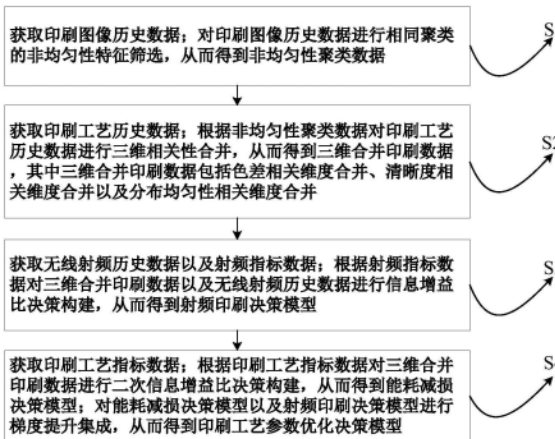 获取印刷图像历史数据；对印刷图像历史数据进行相同聚类
的非均匀性特征筛选，从而得到非均匀性聚类数据
S
获取印刷工艺历史数据；根据非均匀性聚类数据对印刷工艺
历史数据进行三维相关性合并，从而得到三维合并印刷数据
，其中三维合并印刷数据包括色差相关维度合并、清晰度相
关维度合并以及分布均匀性相关维度合并
S2
获取无线射频历史数据以及射频指标数据；根据射频指标数
据对三维合并印刷数据以及无线射频历史数据进行信息增益
比决策构建，从而得到射频印刷决策模型
S
获取印刷工艺指标数据；根据印刷工艺指标数据对三维合并
印刷数据进行二次信息增益比决策构建，从而得到能耗减损
决策模型；对能耗减损决策模型以及射频印刷决策模型进行
梯度提升集成，从而得到印刷工艺参数优化决策模型
S